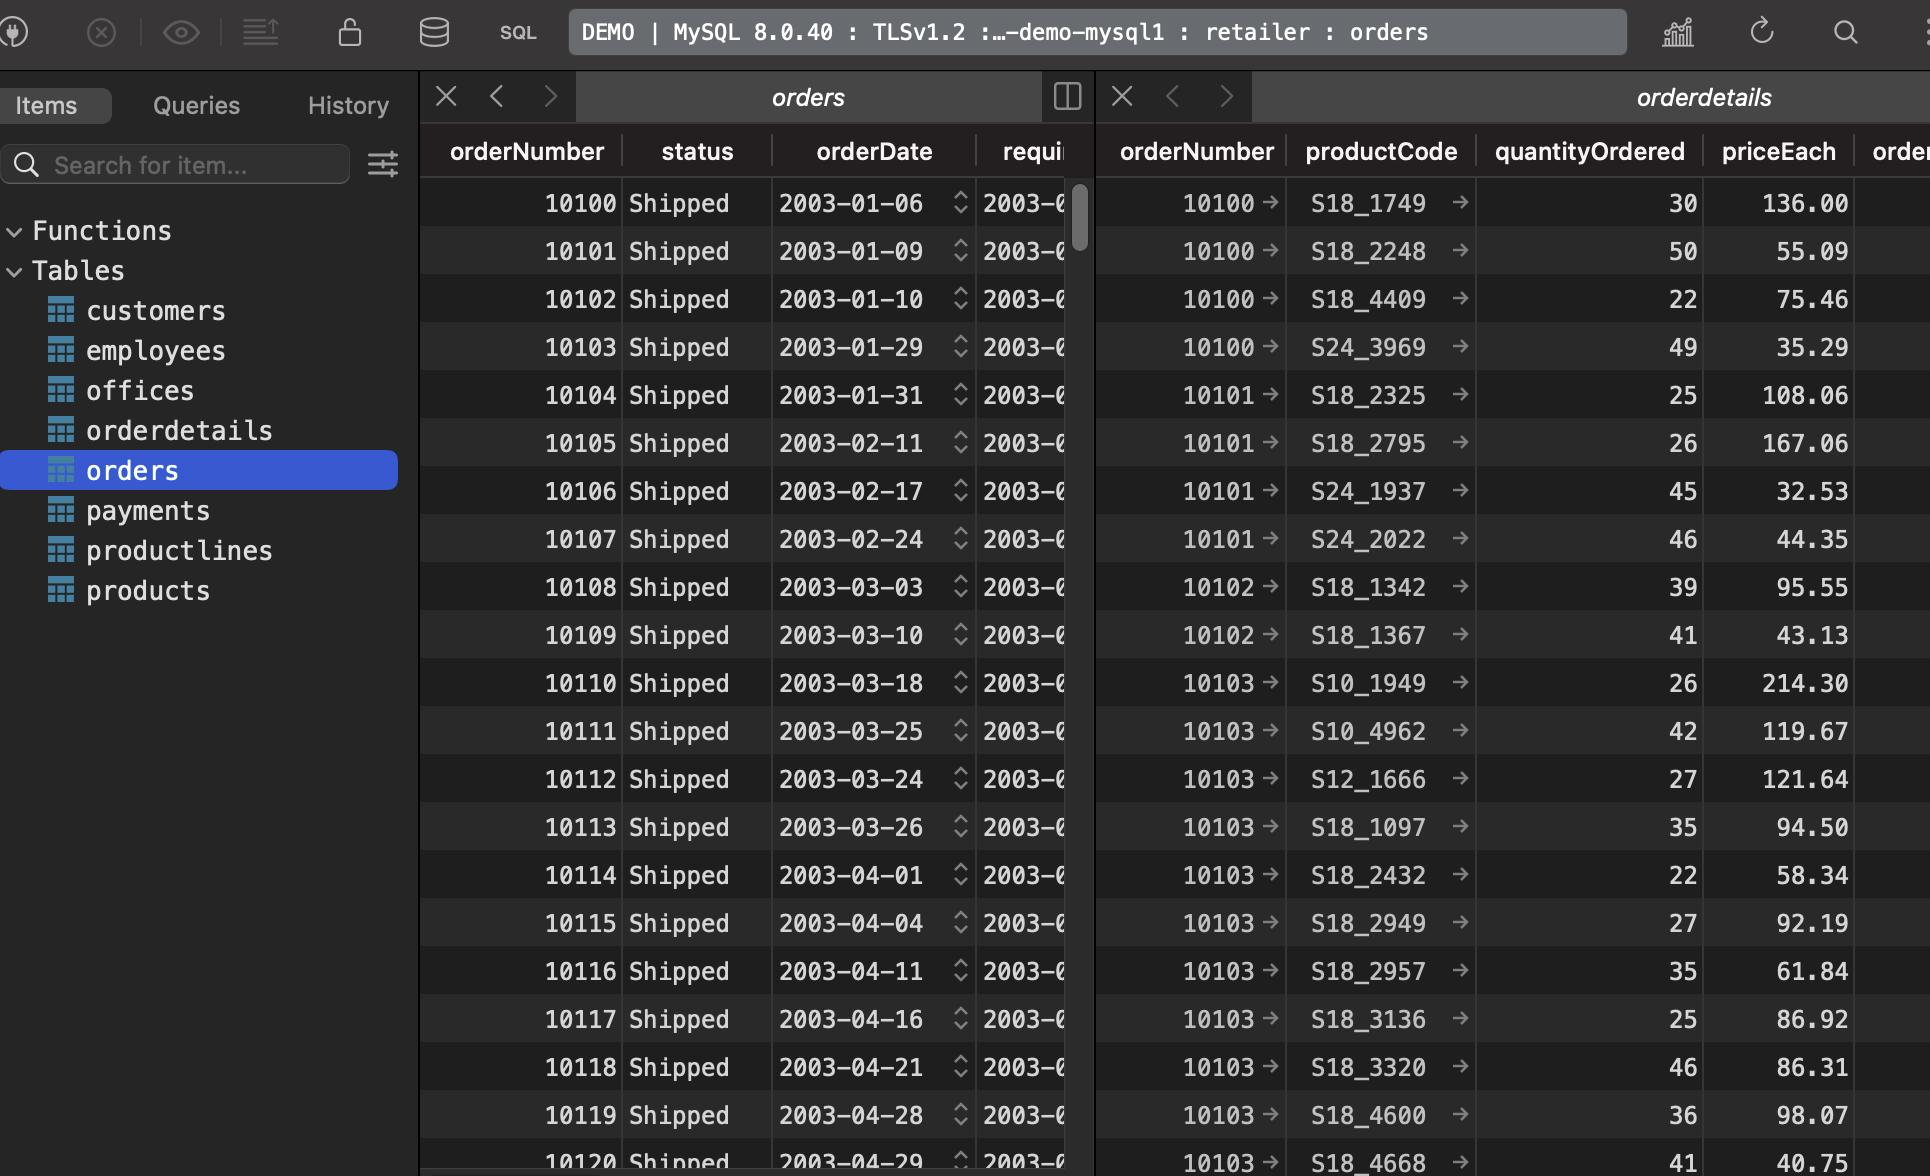 SQL DEMO | MySQL 8.0.40 : TLSv1.2 :…-demo-mysql1 : retailer : orders
Items Queries History
Search for item...
Functions
Tables
customers
employees
offices
orderdetails
orders
payments
productlines
products
orders
orderNumber status orderDate requi
10100 Shipped 2003-01-06 2003-0
10101 Shipped 2003-01-09 2003-0
10102 Shipped 2003-01-10 2003-0
10103 Shipped 2003-01-29 2003-0
10104 Shipped 2003-01-31 2003-0
10105 Shipped 2003-02-11 2003-0
10106 Shipped 2003-02-17 2003-0
10107 Shipped 2003-02-24 2003-0
10108 Shipped 2003-03-03 2003-0
10109 Shipped 2003-03-10 2003-0
10110 Shipped 2003-03-18 2003-0
10111 Shipped 2003-03-25 2003-0
10112 Shipped 2003-03-24 2003-0
10113 Shipped 2003-03-26 2003-0
10114 Shipped 2003-04-01 2003-0
10115 Shipped 2003-04-04 2003-0
10116 Shipped 2003-04-11 2003-0
10117 Shipped 2003-04-16 2003-0
10118 Shipped 2003-04-21 2003-0
10119 Shipped 2003-04-28 2003-0
10120 Shipped 2003-04-29 2003-0
orderdetails
orderNumber productCode quantityOrdered priceEach order
10100 → S18_1749 → 30 136.00
10100 → S18_2248 → 50 55.09
10100 → S18_4409 → 22 75.46
10100 → S24_3969 → 49 35.29
10101 → S18_2325 → 25 108.06
10101 → S18_2795 → 26 167.06
10101 → S24_1937 → 45 32.53
10101 → S24_2022 → 46 44.35
10102 → S18_1342 → 39 95.55
10102 → S18_1367 → 41 43.13
10103 → S10_1949 → 26 214.30
10103 → S10_4962 → 42 119.67
10103 → S12_1666 → 27 121.64
10103 → S18_1097 → 35 94.50
10103 → S18_2432 → 22 58.34
10103 → S18_2949 → 27 92.19
10103 → S18_2957 → 35 61.84
10103 → S18_3136 → 25 86.92
10103 → S18_3320 → 46 86.31
10103 → S18_4600 → 36 98.07
10103 → S18_4668 → 41 40.75